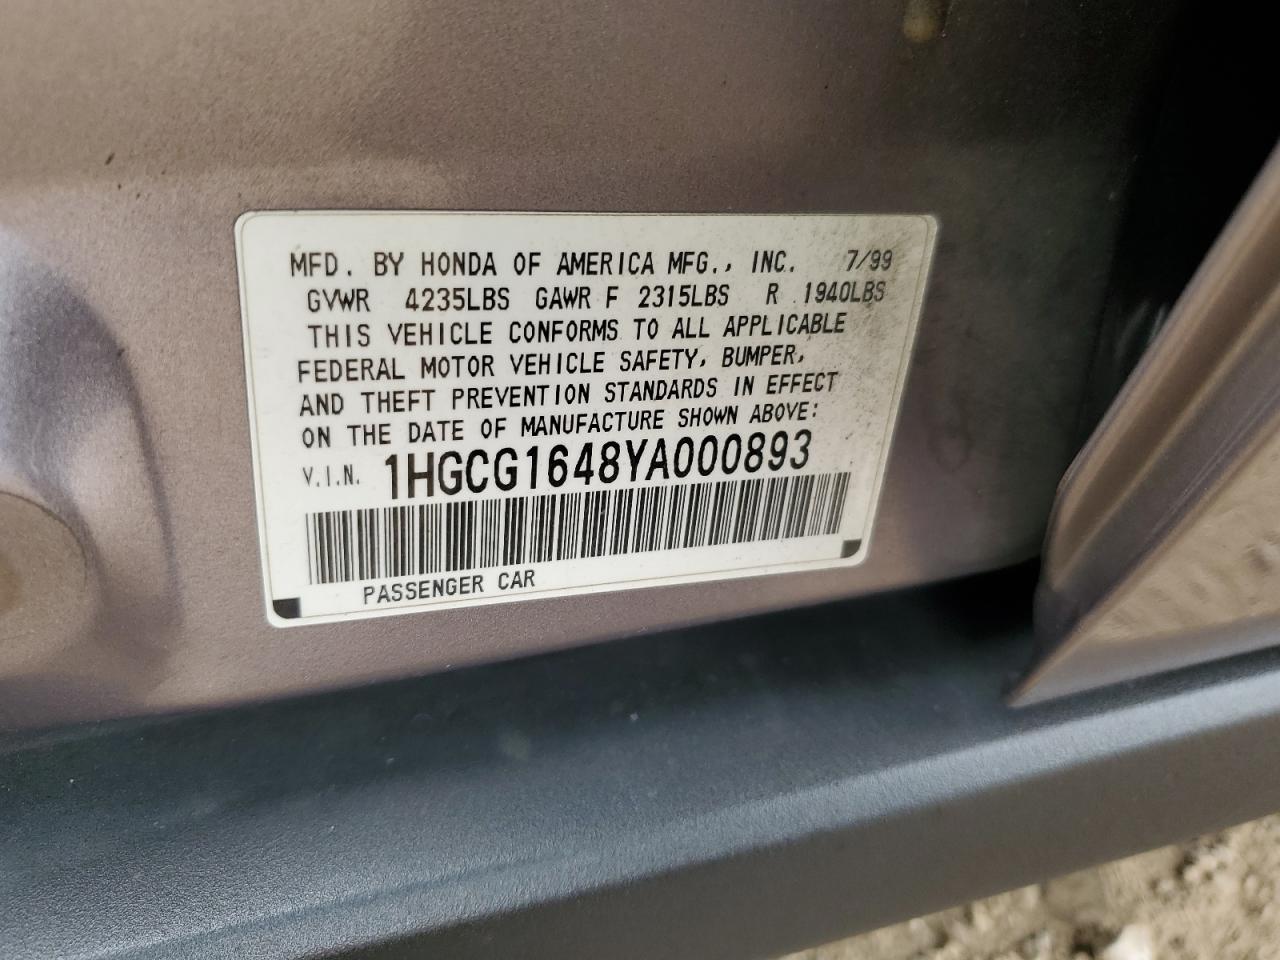 MFD. BY HONDA OF AMERICA MFG., INC. 7/99
GVWR 4235LBS GAWR F 2315LBS R 1940LBS
THIS VEHICLE CONFORMS TO ALL APPLICABLE
FEDERAL MOTOR VEHICLE SAFETY, BUMPER,
AND THEFT PREVENTION STANDARDS IN EFFECT
ON THE DATE OF MANUFACTURE SHOWN ABOVE:
V.I.N. 1HGCG1648YA000893
PASSENGER CAR